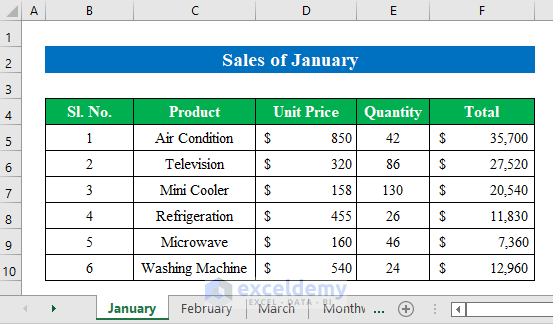 A B C D E F
1
2 Sales of January
3
4 Sl. No. Product Unit Price Quantity Total
5 1 Air Condition $ 850 42 $ 35,700
6 2 Television $ 320 86 $ 27,520
7 3 Mini Cooler $ 158 130 $ 20,540
8 4 Refrigeration $ 455 26 $ 11,830
9 5 Microwave $ 160 46 $ 7,360
10 6 Washing Machine $ 540 24 $ 12,960
exceldemy
EXCEL - DATA - BI
January February March Monthly ...